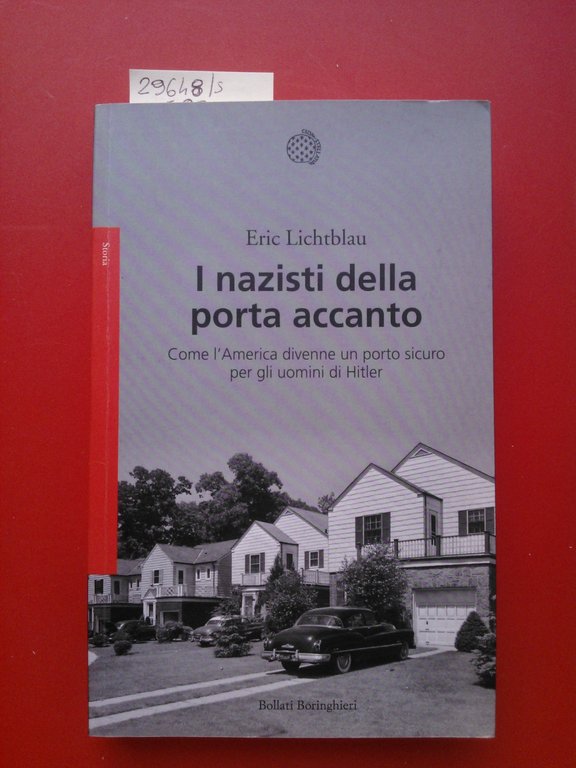 29648/s
Eric Lichtblau
I nazisti della
porta accanto
Come l'America divenne un porto sicuro
per gli uomini di Hitler
Storia
Bollati Boringhieri